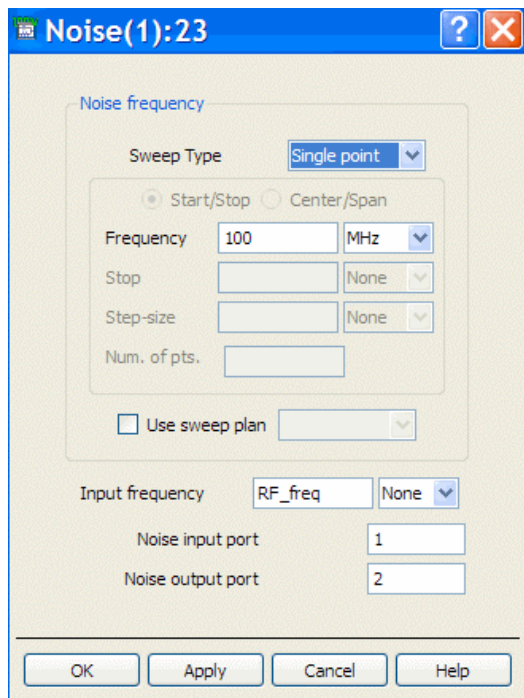 Noise(1):23
?
Noise frequency
Sweep Type Single point
Start/Stop Center/Span
Frequency 100 MHz
Stop None
Step-size None
Num. of pts.
Use sweep plan
Input frequency RF_freq None
Noise input port 1
Noise output port 2
OK Apply Cancel Help